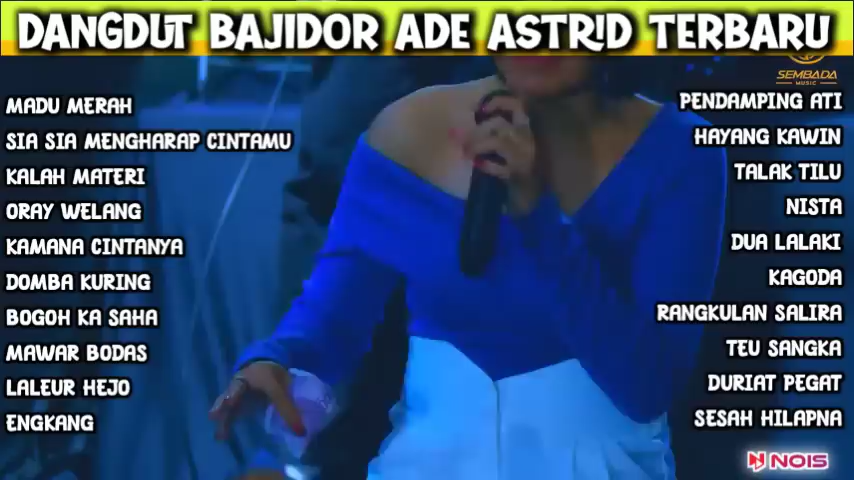 DANGDUT BAJIDOR ADE ASTRID TERBARU
SEMBADA
MUSIC
MADU MERAH
SIA SIA MENGHARAP CINTAMU
KALAH MATERI
ORAY WELANG
KAMANA CINTANYA
DOMBA KURING
BOGOH KA SAHA
MAWAR BODAS
LALEUR HEJO
ENGKANG
PENDAMPING ATI
HAYANG KAWIN
TALAK TILU
NISTA
DUA LALAKI
KAGODA
RANGKULAN SALIRA
TEU SANGKA
DURIAT PEGAT
SESAH HILAPNA
NOIS